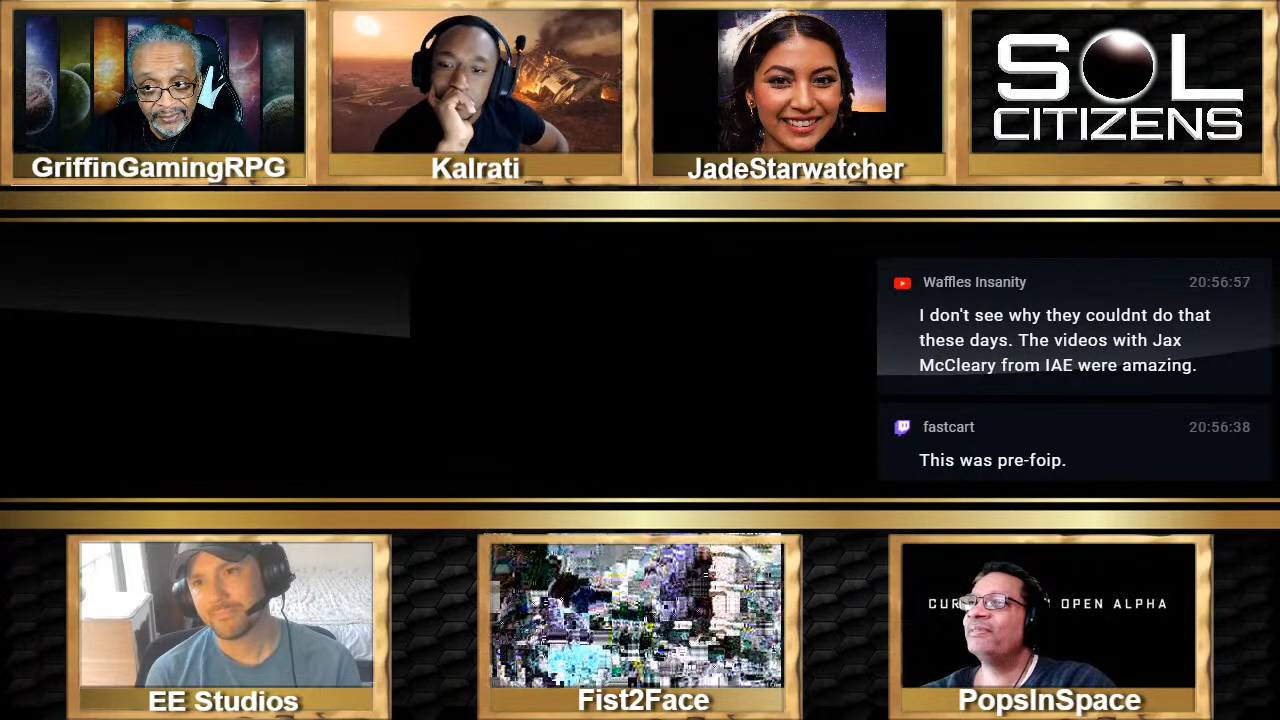 SOL
CITIZENS
GriffinGamingRPG
Kalrati
JadeStarwatcher
Waffles Insanity 20:56:57
I don't see why they couldnt do that
these days. The videos with Jax
McCleary from IAE were amazing.
fastcart 20:56:38
This was pre-foip.
OPEN ALPHA
EE Studios
Fist2Face
PopsInSpace